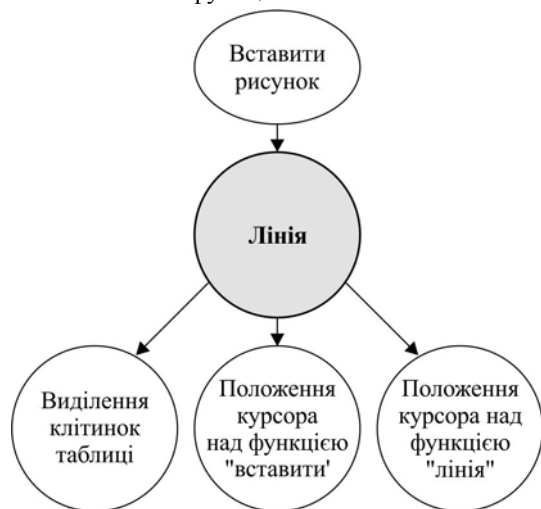 Вставити
рисунок
Лінія
Виділення
клітинок
таблиці
Положення
курсора
над функцією
"вставити'
Положення
курсора над
функцією
"лінія"